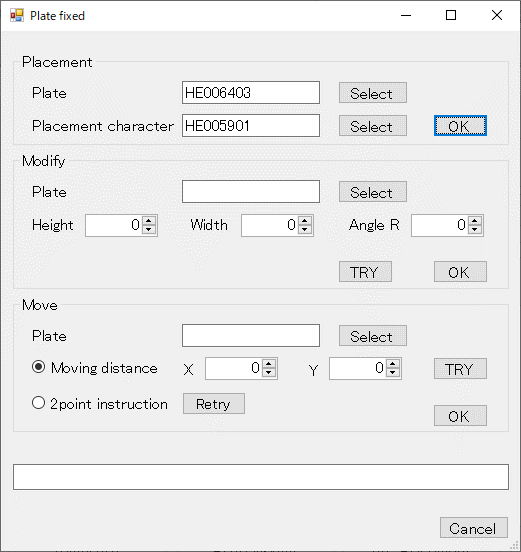 Plate fixed
Placement
Plate HE006403 Select
Placement character HE005901 Select OK
Modify
Plate Select
Height 0 Width 0 Angle R 0
TRY OK
Move
Plate Select
Moving distance X 0 Y 0 TRY
2point instruction Retry
OK
Cancel